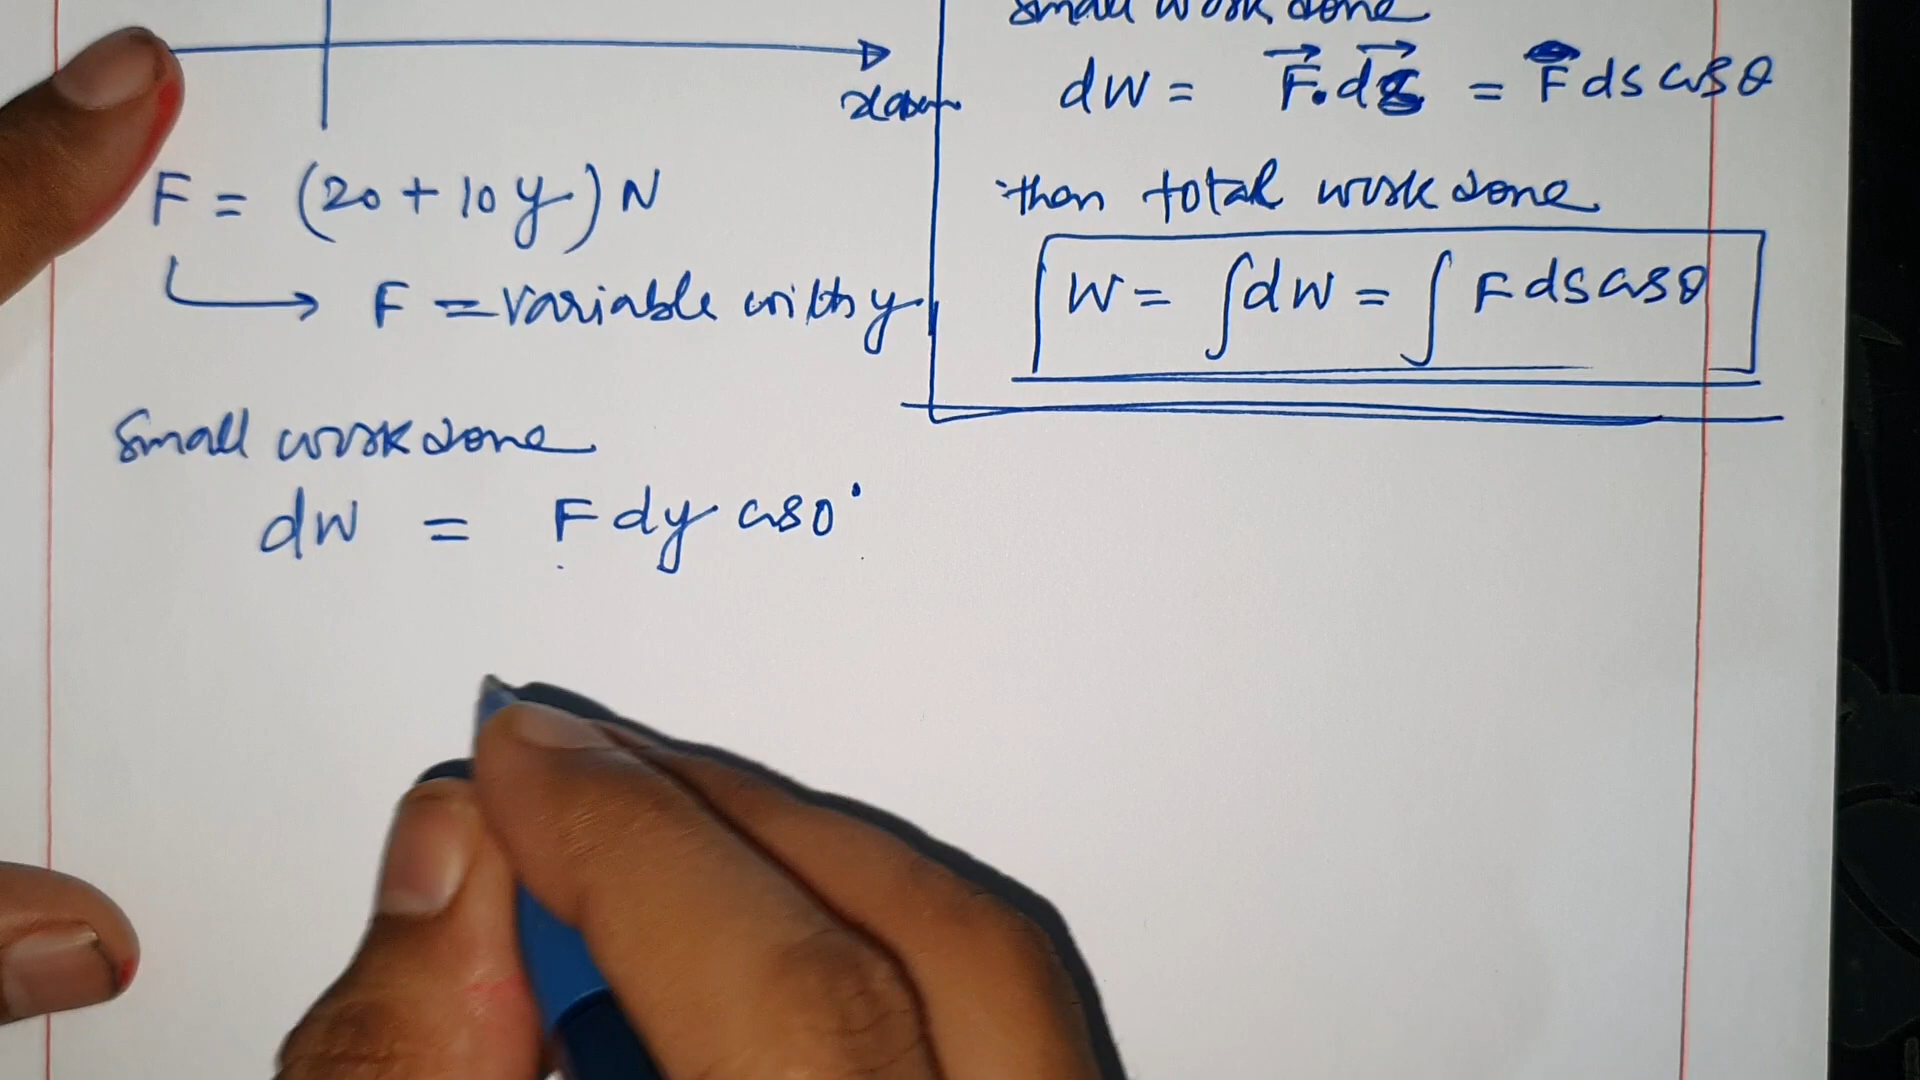 small work done
dW = F⃗.ds⃗ = F ds cosθ
then total work done
W = ∫dW = ∫ F ds cosθ
F = (20 + 10y) N
F = variable with y
Small work done
dW = F dy cos0°